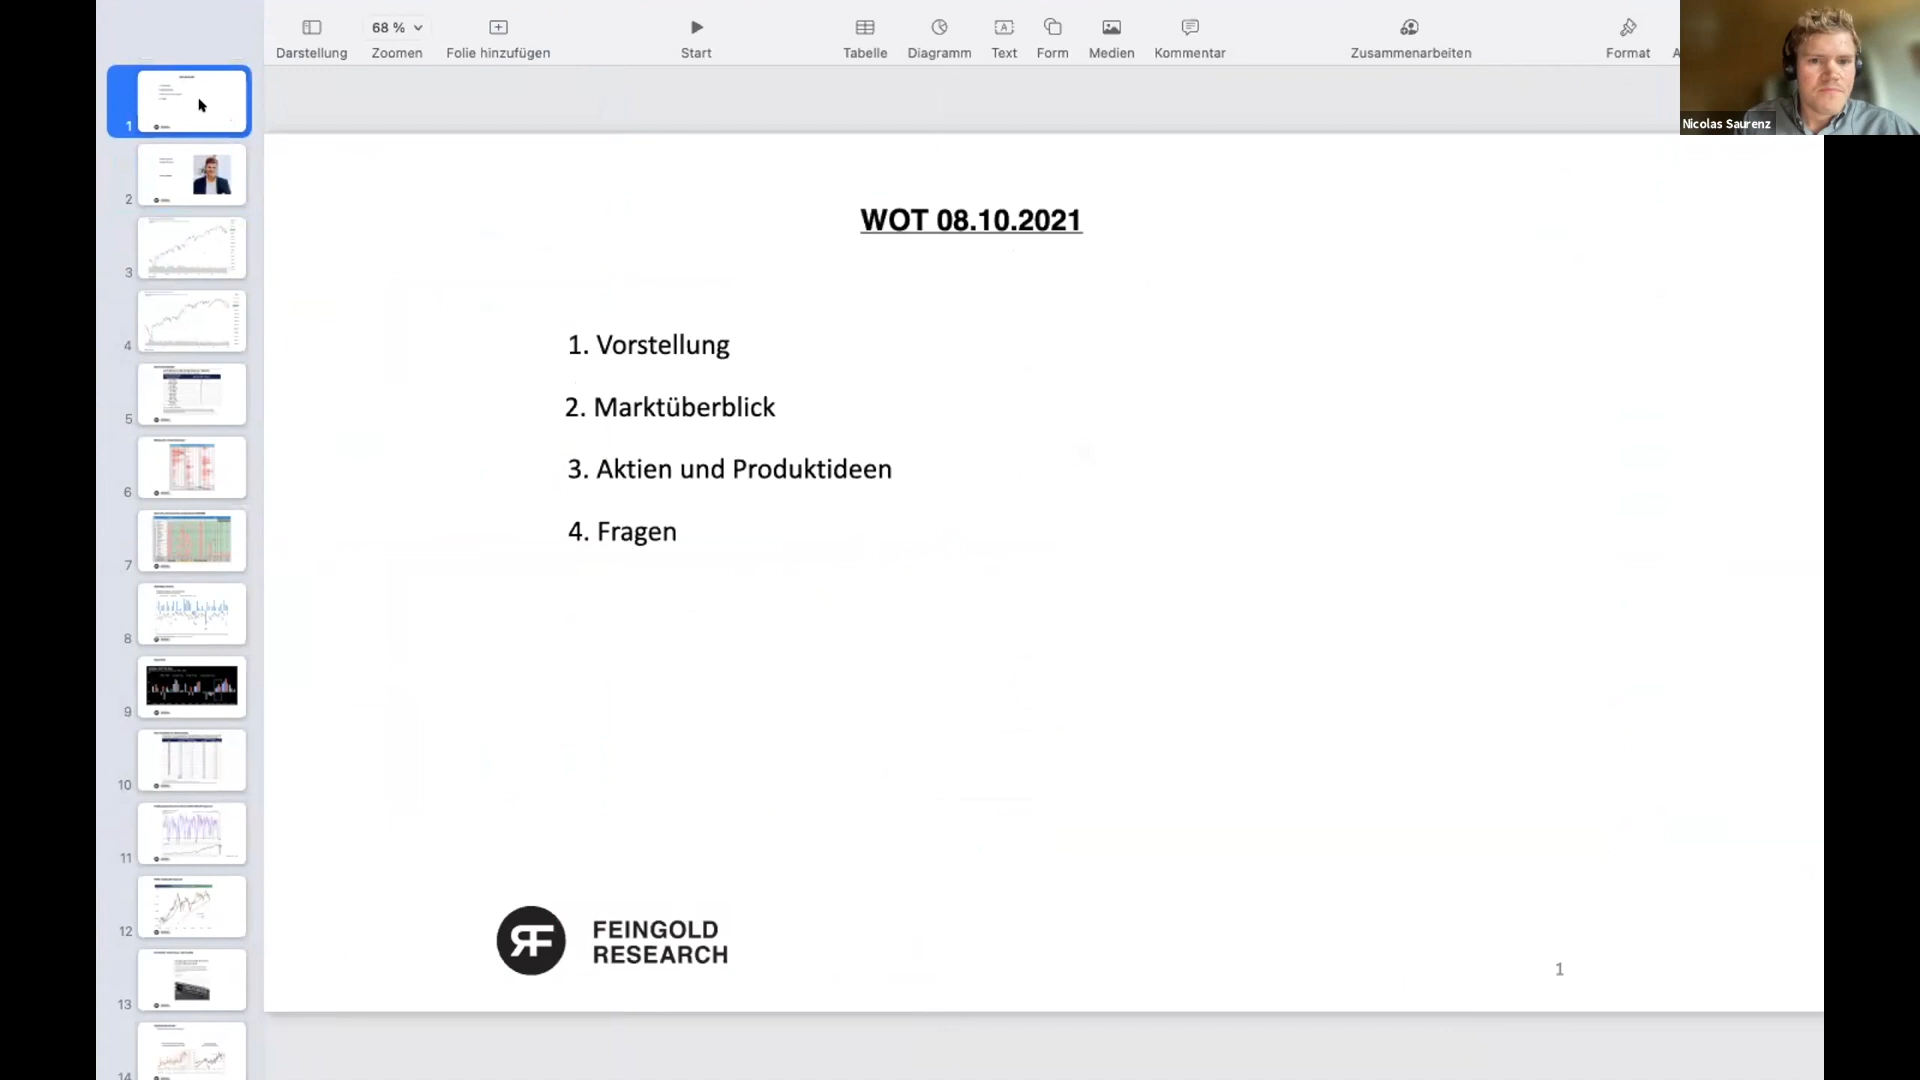 68 %
Darstellung
Zoomen
Folie hinzufügen
Start
Tabelle
Diagramm
Text
Form
Medien
Kommentar
Zusammenarbeiten
Format
Nicolas Saurenz
1
2
3
4
5
6
7
8
9
10
11
12
13
14
WOT 08.10.2021
1. Vorstellung
2. Marktüberblick
3. Aktien und Produktideen
4. Fragen
FEINGOLD
RESEARCH
1